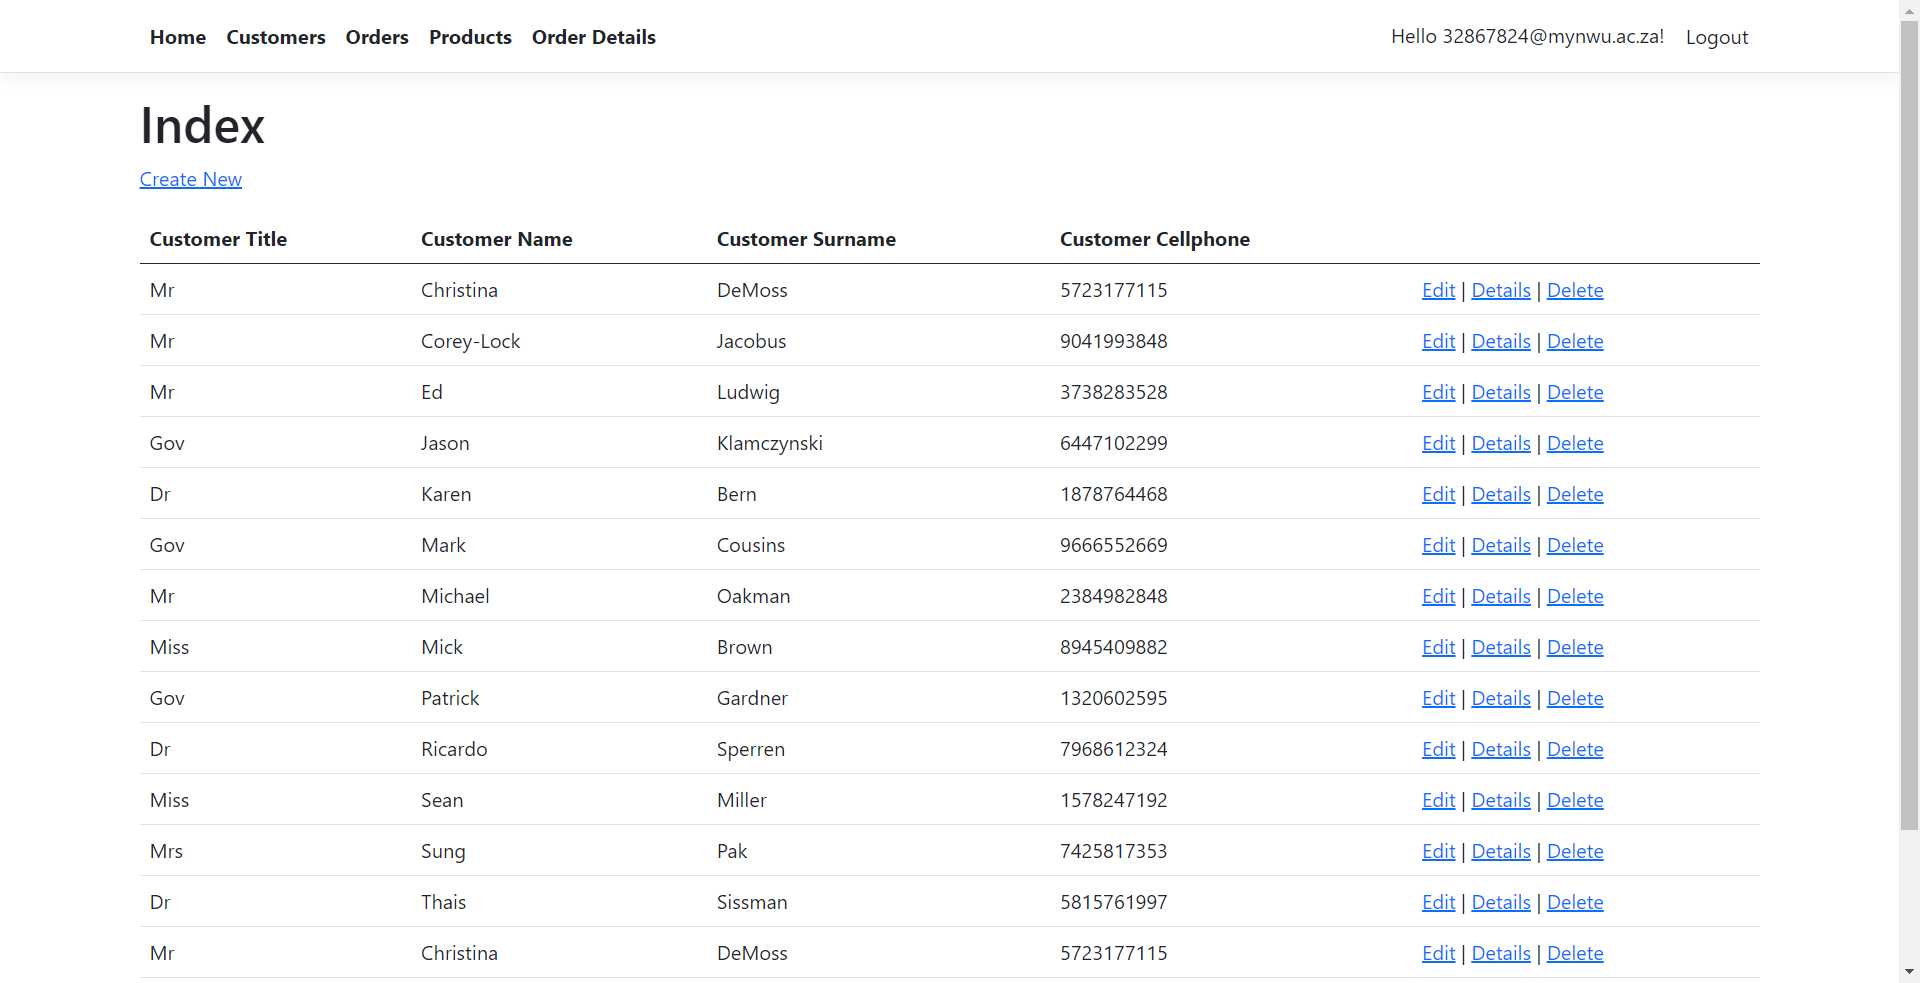 Home Customers Orders Products Order Details Hello 32867824@mynwu.ac.za! Logout
Index
Create New
Customer Title Customer Name Customer Surname Customer Cellphone
Mr Christina DeMoss 5723177115 Edit | Details | Delete
Mr Corey-Lock Jacobus 9041993848 Edit | Details | Delete
Mr Ed Ludwig 3738283528 Edit | Details | Delete
Gov Jason Klamczynski 6447102299 Edit | Details | Delete
Dr Karen Bern 1878764468 Edit | Details | Delete
Gov Mark Cousins 9666552669 Edit | Details | Delete
Mr Michael Oakman 2384982848 Edit | Details | Delete
Miss Mick Brown 8945409882 Edit | Details | Delete
Gov Patrick Gardner 1320602595 Edit | Details | Delete
Dr Ricardo Sperren 7968612324 Edit | Details | Delete
Miss Sean Miller 1578247192 Edit | Details | Delete
Mrs Sung Pak 7425817353 Edit | Details | Delete
Dr Thais Sissman 5815761997 Edit | Details | Delete
Mr Christina DeMoss 5723177115 Edit | Details | Delete